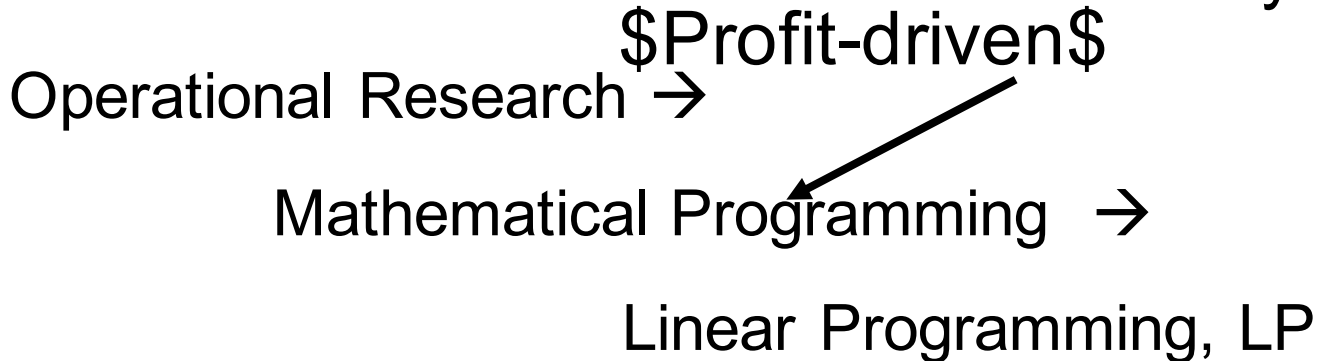 $Profit-driven$
Operational Research →
Mathematical Programming →
Linear Programming, LP